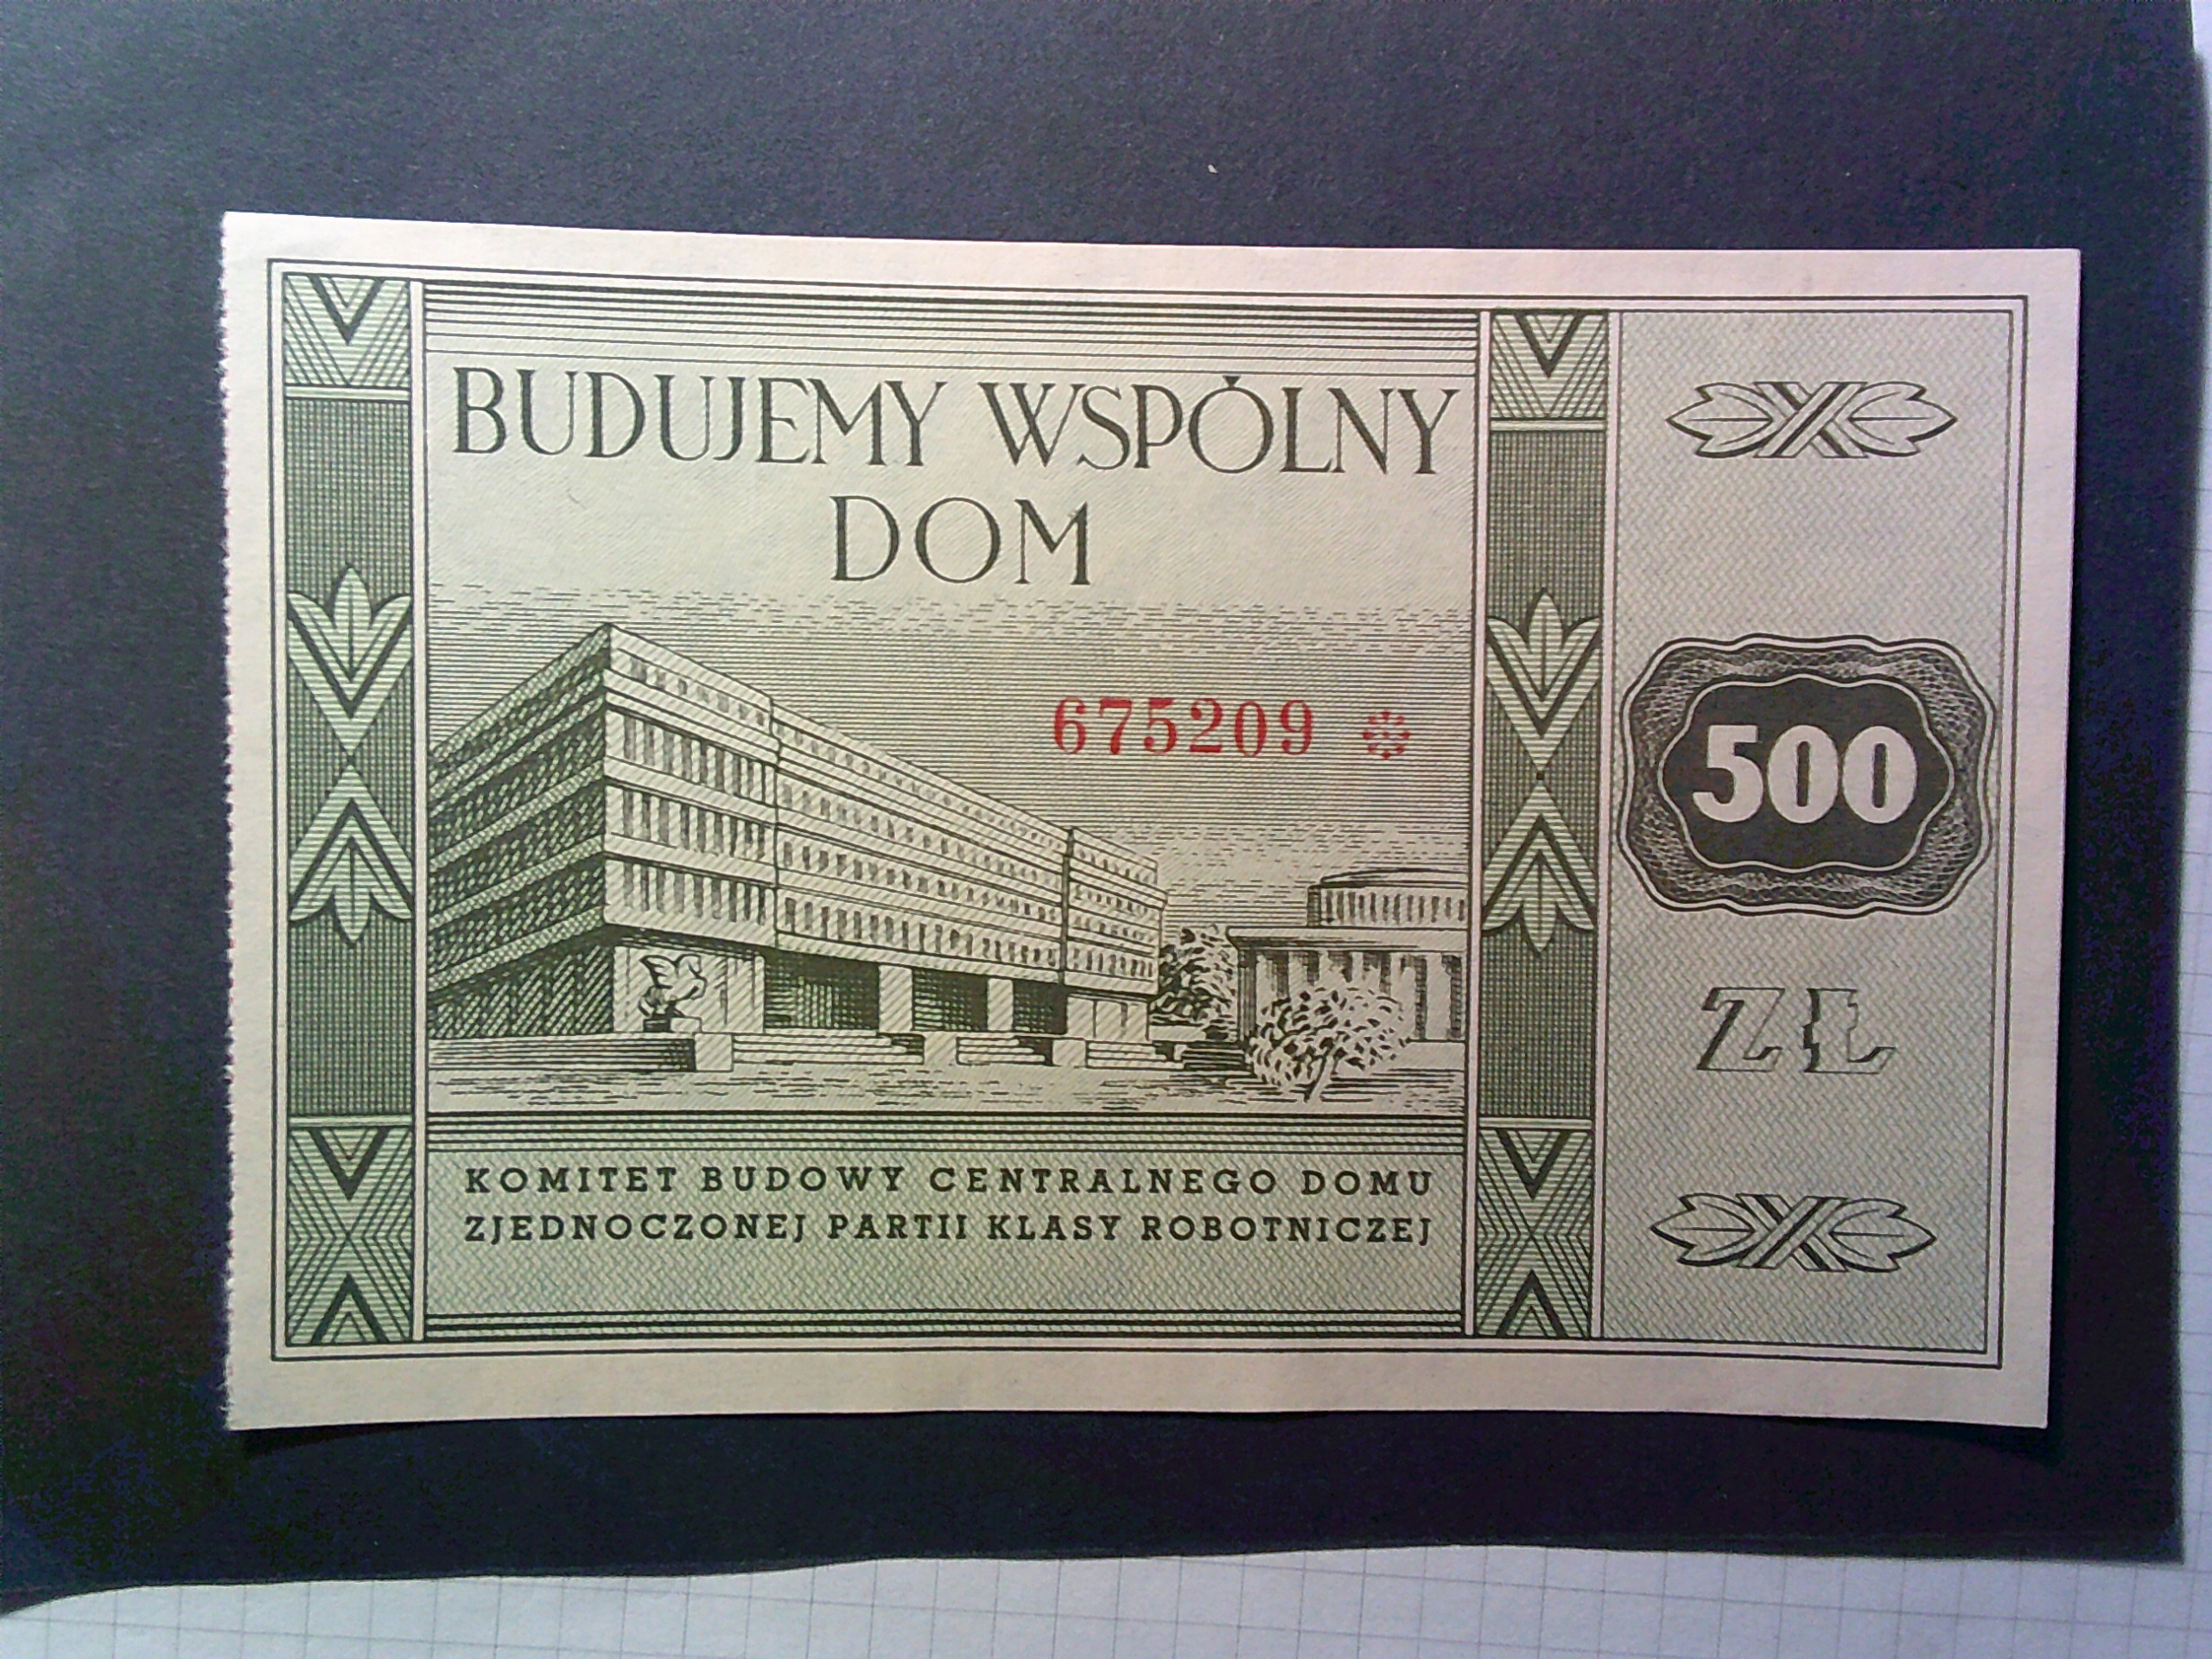 BUDUJEMY WSPÓLNY
DOM
675209 *
500
ZŁ
KOMITET BUDOWY CENTRALNEGO DOMU
ZJEDNOCZONEJ PARTII KLASY ROBOTNICZEJ